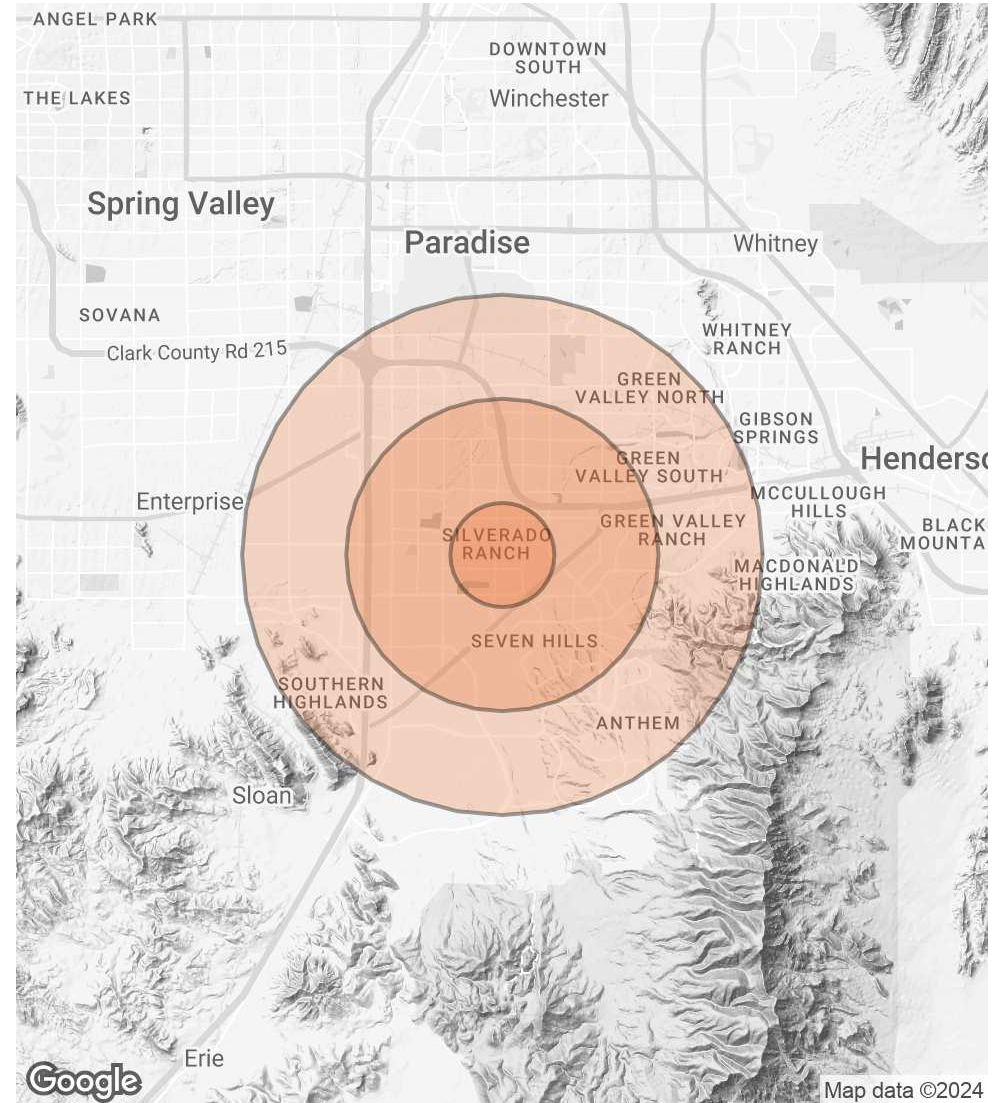 ANGEL PARK
DOWNTOWN
SOUTH
THE LAKES
Winchester
Spring Valley
Paradise
Whitney
SOVANA
WHITNEY
RANCH
Clark County Rd 215
GREEN
VALLEY NORTH
GIBSON
SPRINGS
GREEN
VALLEY SOUTH
Henderso
Enterprise
MCCULLOUGH
HILLS
GREEN VALLEY
RANCH
BLACK
MOUNTA
SILVERADO
RANCH
MACDONALD
HIGHLANDS
SEVEN HILLS
SOUTHERN
HIGHLANDS
ANTHEM
Sloan
Erie
Google
Map data ©2024